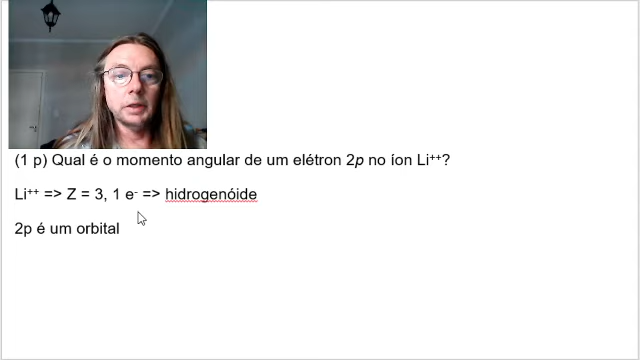 (1 p) Qual é o momento angular de um elétron 2p no íon Li⁺⁺?
Li⁺⁺ => Z = 3, 1 e⁻ => hidrogenóide
2p é um orbital